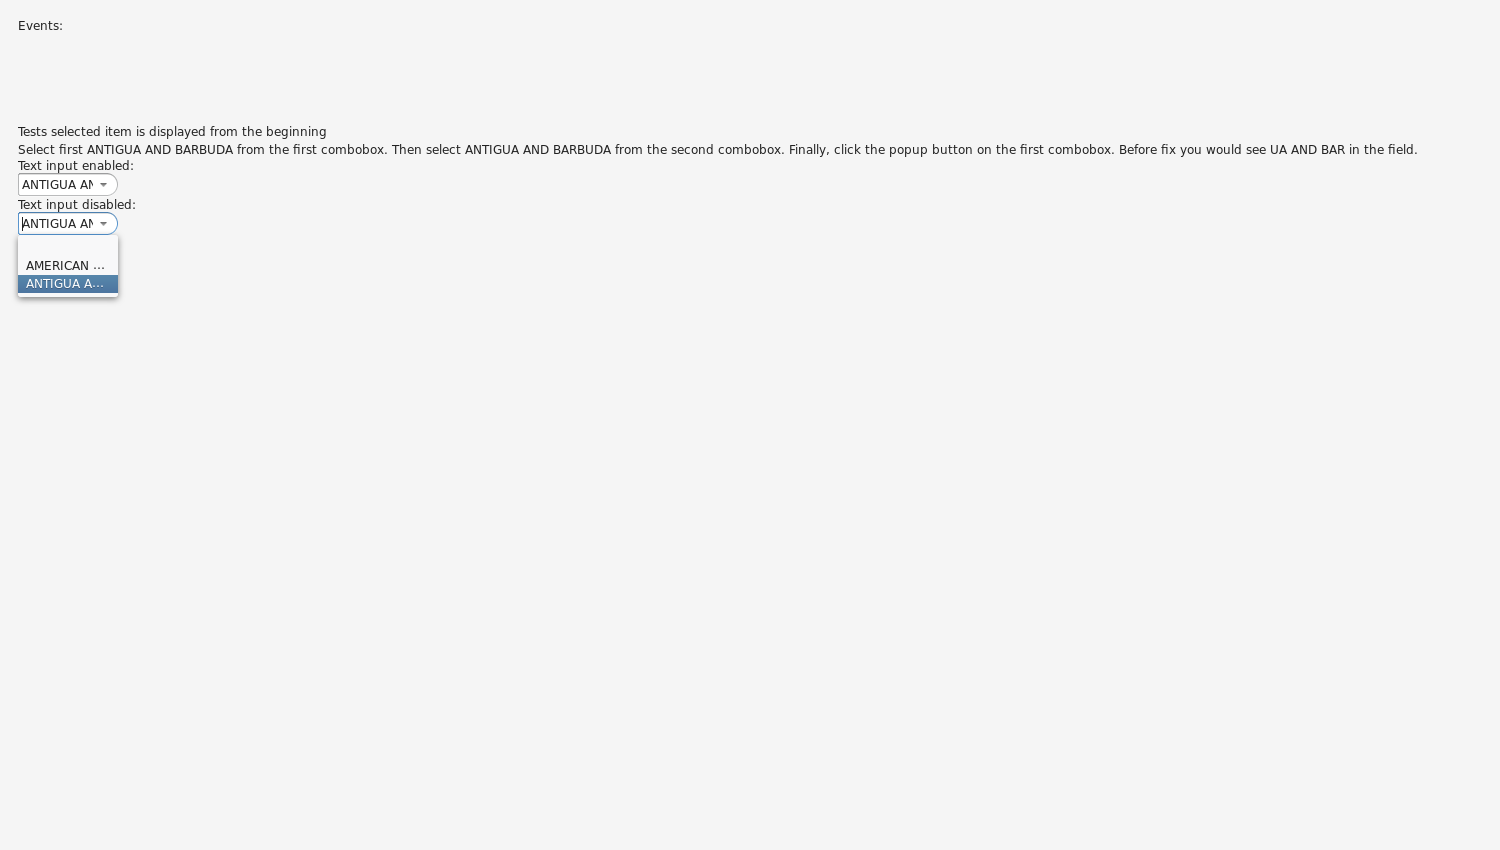 Events:
Tests selected item is displayed from the beginning
Select first ANTIGUA AND BARBUDA from the first combobox. Then select ANTIGUA AND BARBUDA from the second combobox. Finally, click the popup button on the first combobox. Before fix you would see UA AND BAR in the field.
Text input enabled:
ANTIGUA AN
Text input disabled:
ANTIGUA AN
AMERICAN ...
ANTIGUA A...